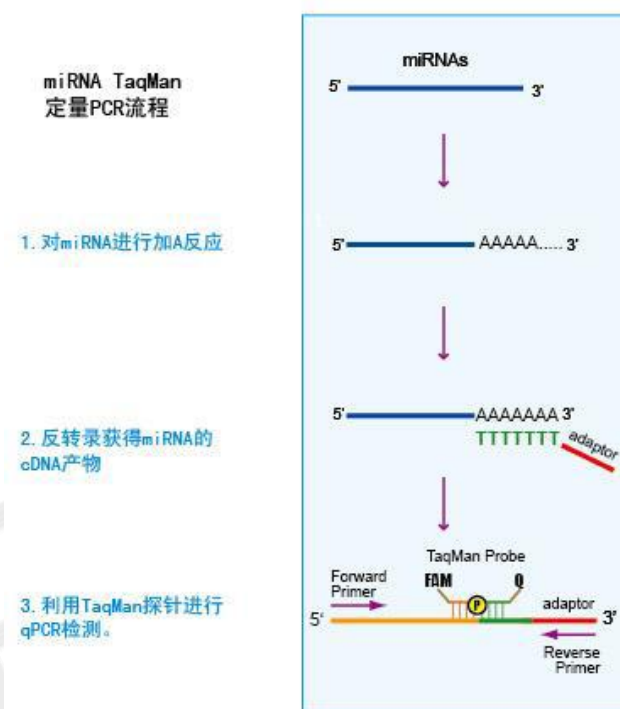 miRNA TaqMan
定量PCR流程
miRNAs
5' 3'
1. 对miRNA进行加A反应
5' AAAAA..... 3'
2. 反转录获得miRNA的
cDNA产物
5' AAAAAAA 3'
TTTTTTT adaptor
3. 利用TaqMan探针进行
qPCR检测。
TaqMan Probe
Forward
Primer
FAM Q
P
adaptor
5' 3'
Reverse
Primer